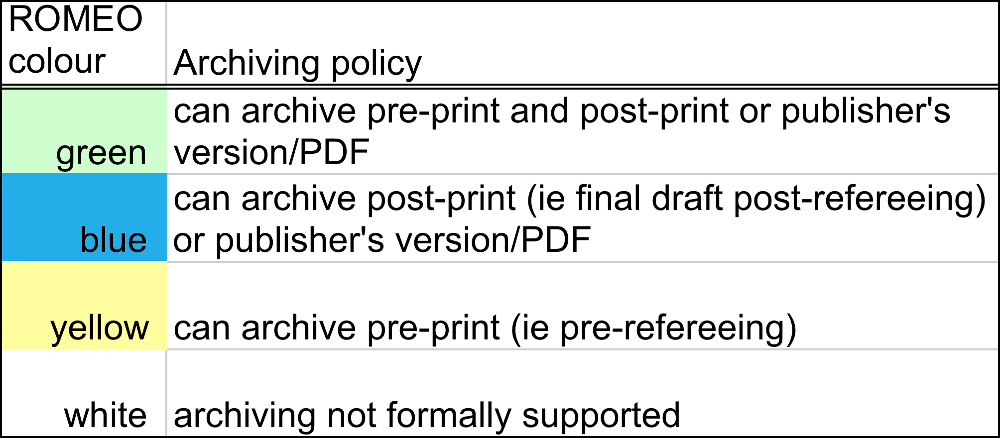 ROMEO
colour
Archiving policy
green
can archive pre-print and post-print or publisher's
version/PDF
blue
can archive post-print (ie final draft post-refereeing)
or publisher's version/PDF
yellow
can archive pre-print (ie pre-refereeing)
white
archiving not formally supported